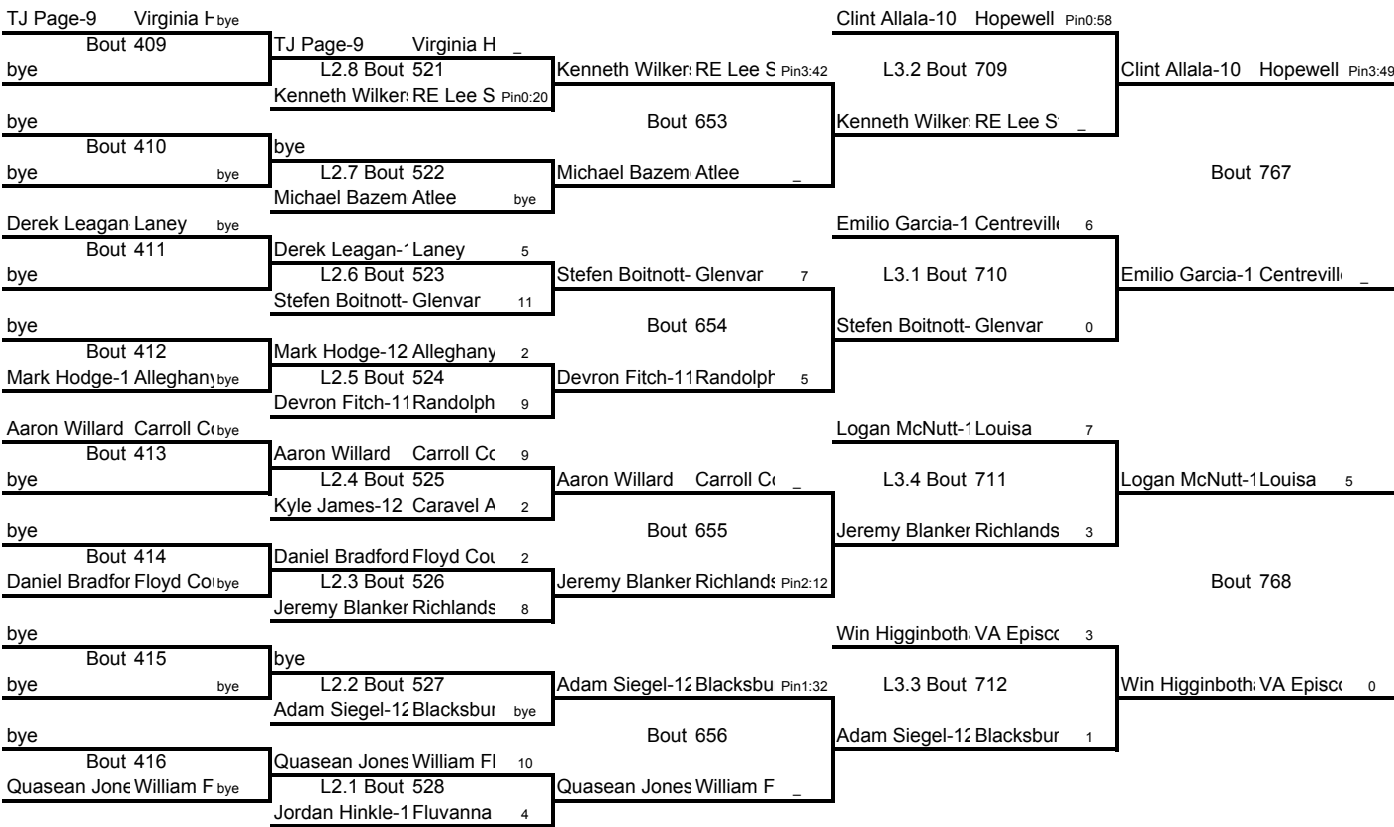 TJ Page-9 Virginia H bye
Clint Allala-10 Hopewell Pin0:58
Bout 409
TJ Page-9 Virginia H _
bye
L2.8 Bout 521
Kenneth Wilker RE Lee S Pin3:42
L3.2 Bout 709
Clint Allala-10 Hopewell Pin3:49
Kenneth Wilker RE Lee S Pin0:20
bye
Bout 653
Kenneth Wilker RE Lee S _
Bout 410
bye
bye bye
L2.7 Bout 522
Michael Bazem Atlee _
Bout 767
Michael Bazem Atlee bye
Derek Leagan Laney bye
Emilio Garcia-1 Centreville 6
Bout 411
Derek Leagan-1 Laney 5
bye
L2.6 Bout 523
Stefen Boitnott- Glenvar 7
L3.1 Bout 710
Emilio Garcia-1 Centreville _
Stefen Boitnott- Glenvar 11
bye
Bout 654
Stefen Boitnott- Glenvar 0
Bout 412
Mark Hodge-12 Alleghany 2
Mark Hodge-1 Alleghany bye
L2.5 Bout 524
Devron Fitch-11 Randolph 5
Devron Fitch-11 Randolph 9
Aaron Willard Carroll Co bye
Logan McNutt-1 Louisa 7
Bout 413
Aaron Willard Carroll Co 9
bye
L2.4 Bout 525
Aaron Willard Carroll Co _
L3.4 Bout 711
Logan McNutt-1 Louisa 5
Kyle James-12 Caravel A 2
bye
Bout 655
Jeremy Blanker Richlands 3
Bout 414
Daniel Bradford Floyd Cou 2
Daniel Bradfor Floyd Co bye
L2.3 Bout 526
Jeremy Blanker Richlands Pin2:12
Bout 768
Jeremy Blanker Richlands 8
bye
Win Higginboth VA Episco 3
Bout 415
bye
bye bye
L2.2 Bout 527
Adam Siegel-12 Blacksbu Pin1:32
L3.3 Bout 712
Win Higginboth VA Episco 0
Adam Siegel-12 Blacksbur bye
bye
Bout 656
Adam Siegel-12 Blacksbur 1
Bout 416
Quasean Jones William Fl 10
Quasean Jone William F bye
L2.1 Bout 528
Quasean Jones William F _
Jordan Hinkle-1 Fluvanna 4